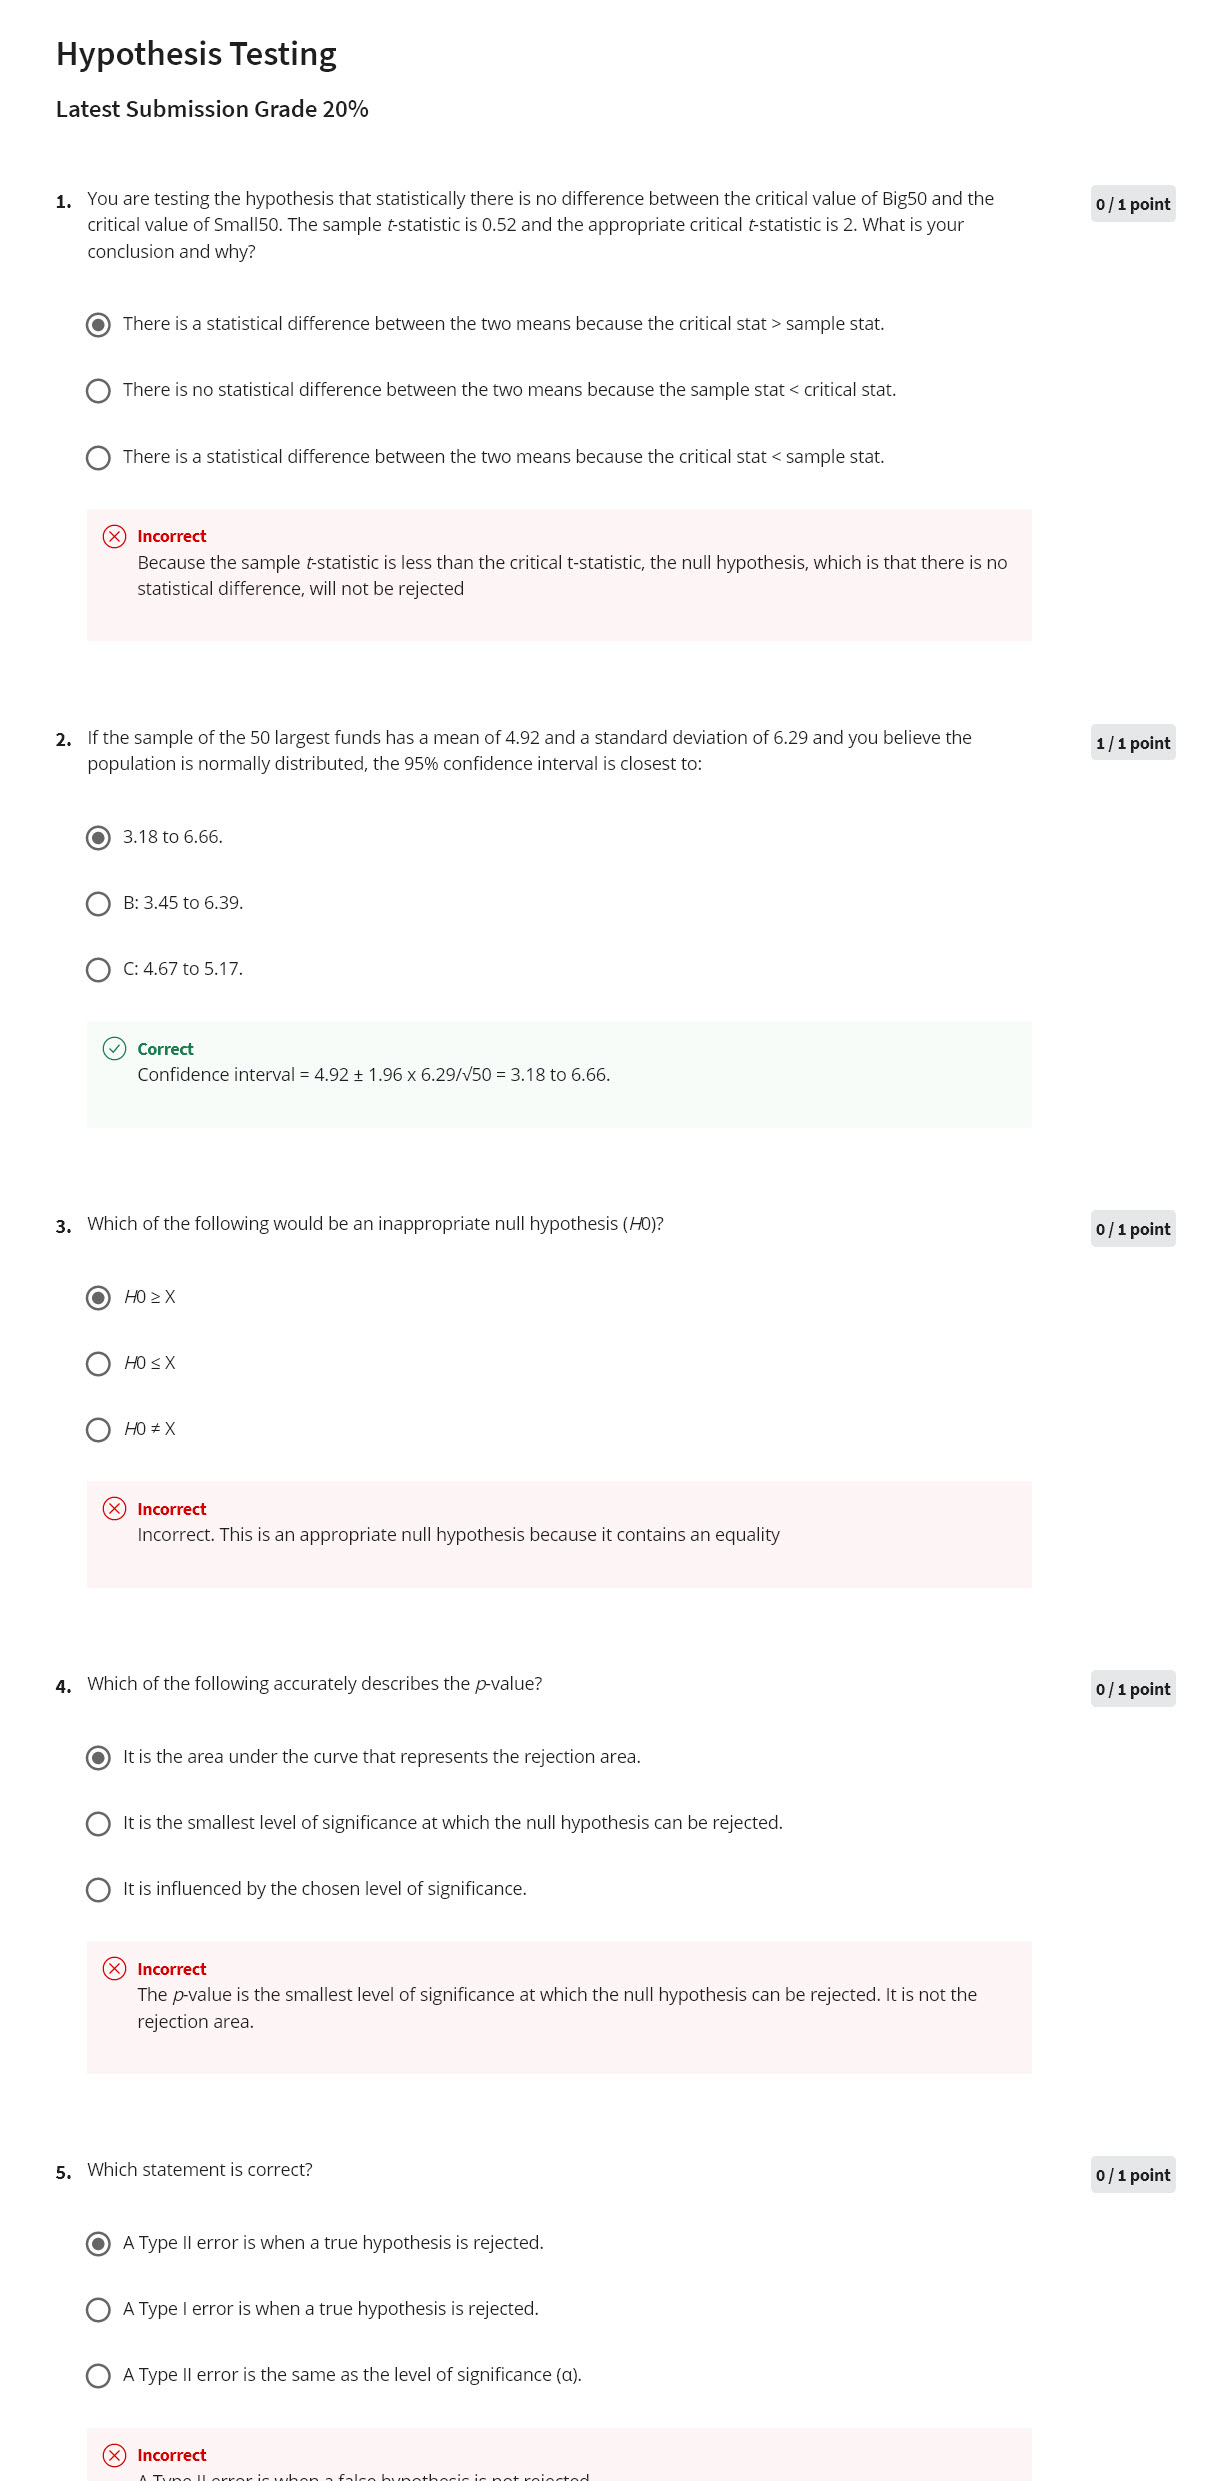 Hypothesis Testing
Latest Submission Grade 20%
1. You are testing the hypothesis that statistically there is no difference between the critical value of Big50 and the
critical value of Small50. The sample t-statistic is 0.52 and the appropriate critical t-statistic is 2. What is your
conclusion and why?
0 / 1 point
There is a statistical difference between the two means because the critical stat > sample stat.
There is no statistical difference between the two means because the sample stat < critical stat.
There is a statistical difference between the two means because the critical stat < sample stat.
Incorrect
Because the sample t-statistic is less than the critical t-statistic, the null hypothesis, which is that there is no
statistical difference, will not be rejected
2. If the sample of the 50 largest funds has a mean of 4.92 and a standard deviation of 6.29 and you believe the
population is normally distributed, the 95% confidence interval is closest to:
1 / 1 point
3.18 to 6.66.
B: 3.45 to 6.39.
C: 4.67 to 5.17.
Correct
Confidence interval = 4.92 ± 1.96 x 6.29/√50 = 3.18 to 6.66.
3. Which of the following would be an inappropriate null hypothesis (H0)?
0 / 1 point
H0 ≥ X
H0 ≤ X
H0 ≠ X
Incorrect
Incorrect. This is an appropriate null hypothesis because it contains an equality
4. Which of the following accurately describes the p-value?
0 / 1 point
It is the area under the curve that represents the rejection area.
It is the smallest level of significance at which the null hypothesis can be rejected.
It is influenced by the chosen level of significance.
Incorrect
The p-value is the smallest level of significance at which the null hypothesis can be rejected. It is not the
rejection area.
5. Which statement is correct?
0 / 1 point
A Type II error is when a true hypothesis is rejected.
A Type I error is when a true hypothesis is rejected.
A Type II error is the same as the level of significance (α).
Incorrect
A Type II error is when a false hypothesis is not rejected